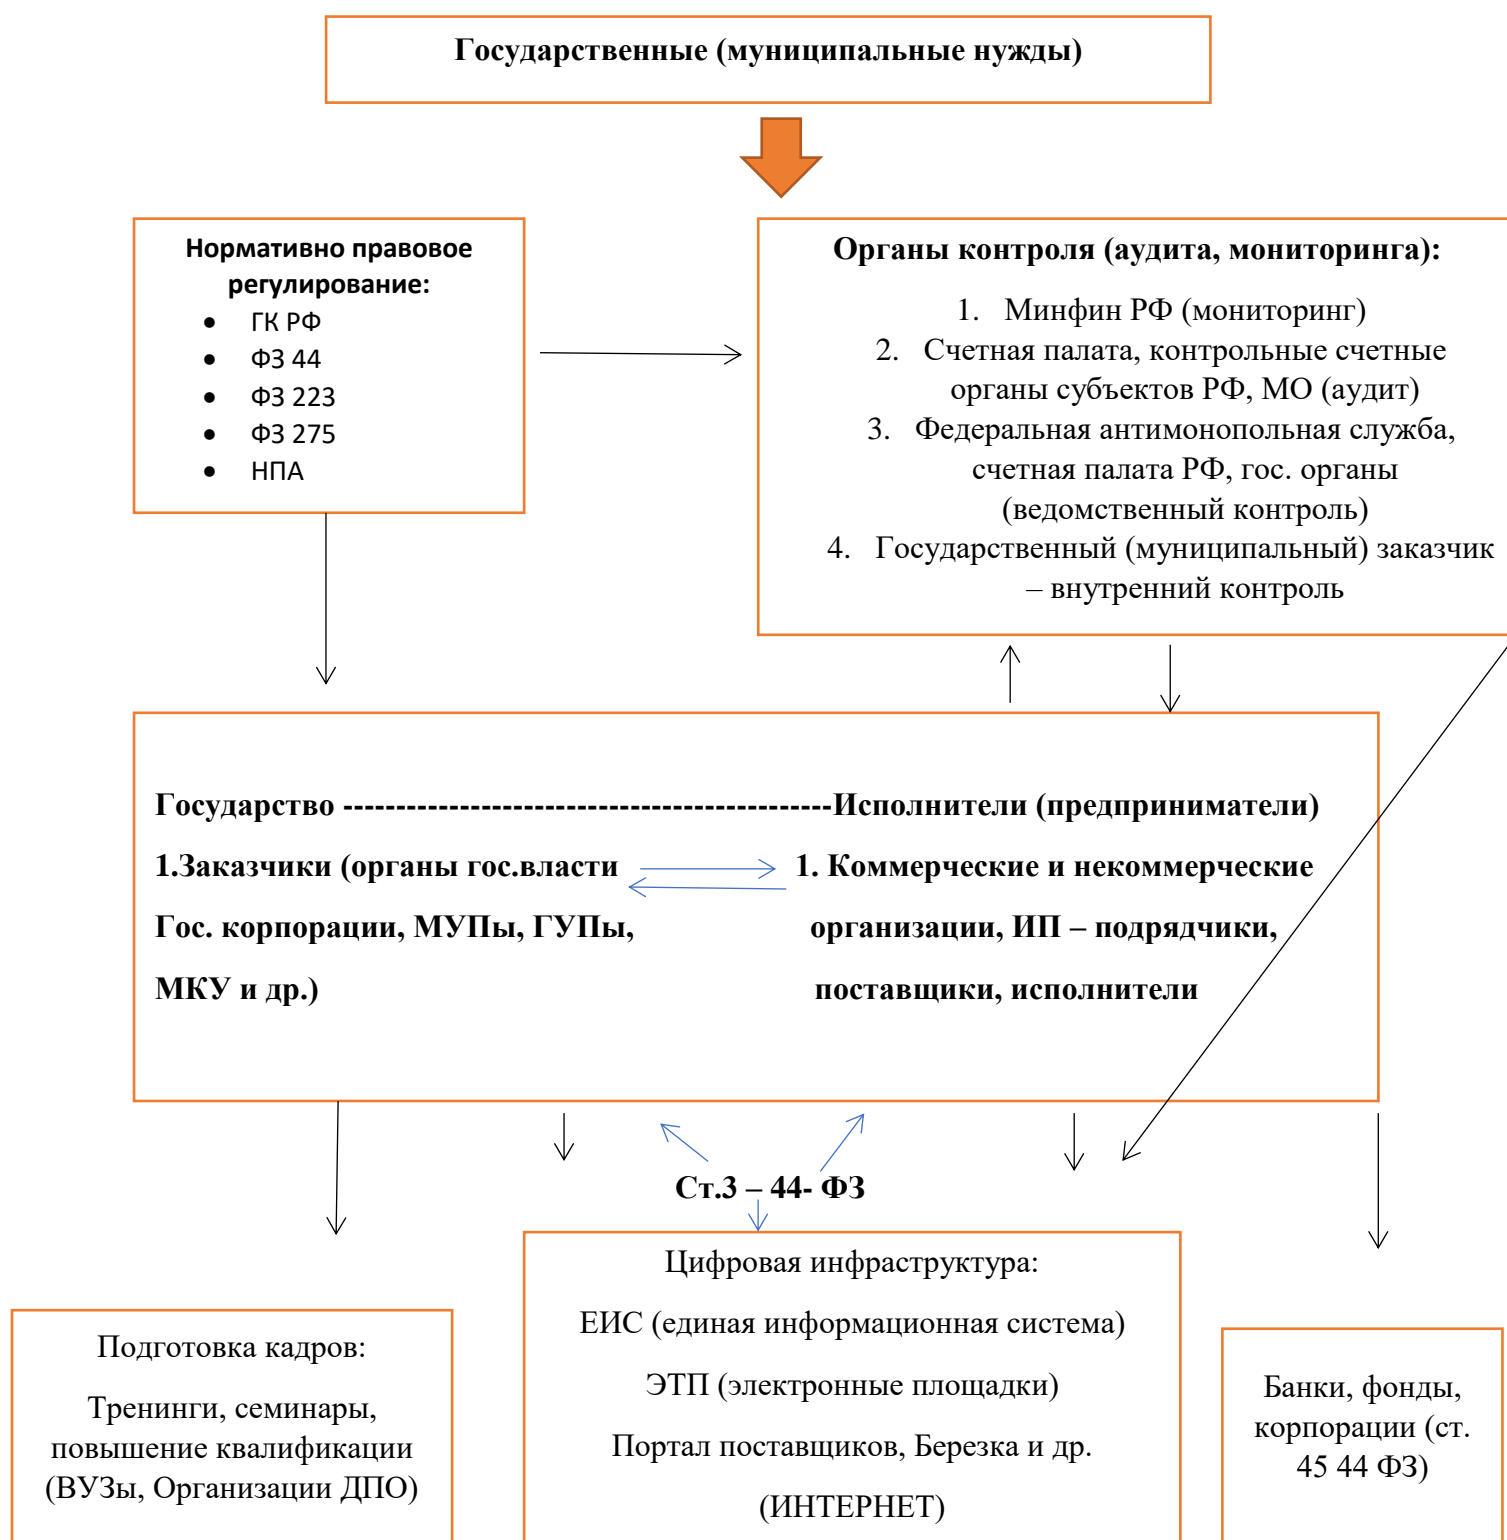 Государственные (муниципальные нужды)
Нормативно правовое
регулирование:
• ГК РФ
• ФЗ 44
• ФЗ 223
• ФЗ 275
• НПА
Органы контроля (аудита, мониторинга):
1. Минфин РФ (мониторинг)
2. Счетная палата, контрольные счетные
органы субъектов РФ, МО (аудит)
3. Федеральная антимонопольная служба,
счетная палата РФ, гос. органы
(ведомственный контроль)
4. Государственный (муниципальный) заказчик
– внутренний контроль
Государство ----------------------------------------------Исполнители (предприниматели)
1.Заказчики (органы гос.власти 1. Коммерческие и некоммерческие
Гос. корпорации, МУПы, ГУПы, организации, ИП – подрядчики,
МКУ и др.) поставщики, исполнители
Ст.3 – 44- ФЗ
Подготовка кадров:
Тренинги, семинары,
повышение квалификации
(ВУЗы, Организации ДПО)
Цифровая инфраструктура:
ЕИС (единая информационная система)
ЭТП (электронные площадки)
Портал поставщиков, Березка и др.
(ИНТЕРНЕТ)
Банки, фонды,
корпорации (ст.
45 44 ФЗ)